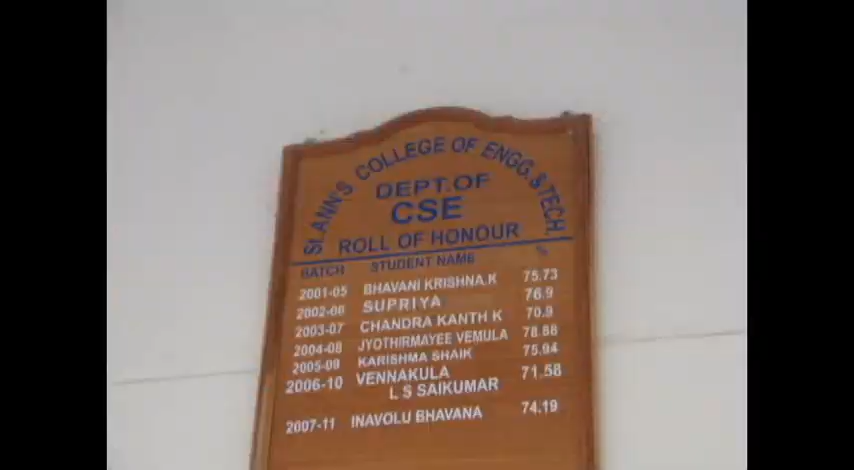 St.ANN'S COLLEGE OF ENGG.&TECH.
DEPT.OF
CSE
ROLL OF HONOUR
BATCH STUDENT NAME %
2001-05 BHAVANI KRISHNA.K 75.73
2002-06 SUPRIYA 76.9
2003-07 CHANDRA KANTH K 70.9
2004-08 JYOTHIRMAYEE VEMULA 78.88
2005-09 KARISHMA SHAIK 75.94
2006-10 VENNAKULA 71.58
L S SAIKUMAR
2007-11 INAVOLU BHAVANA 74.19